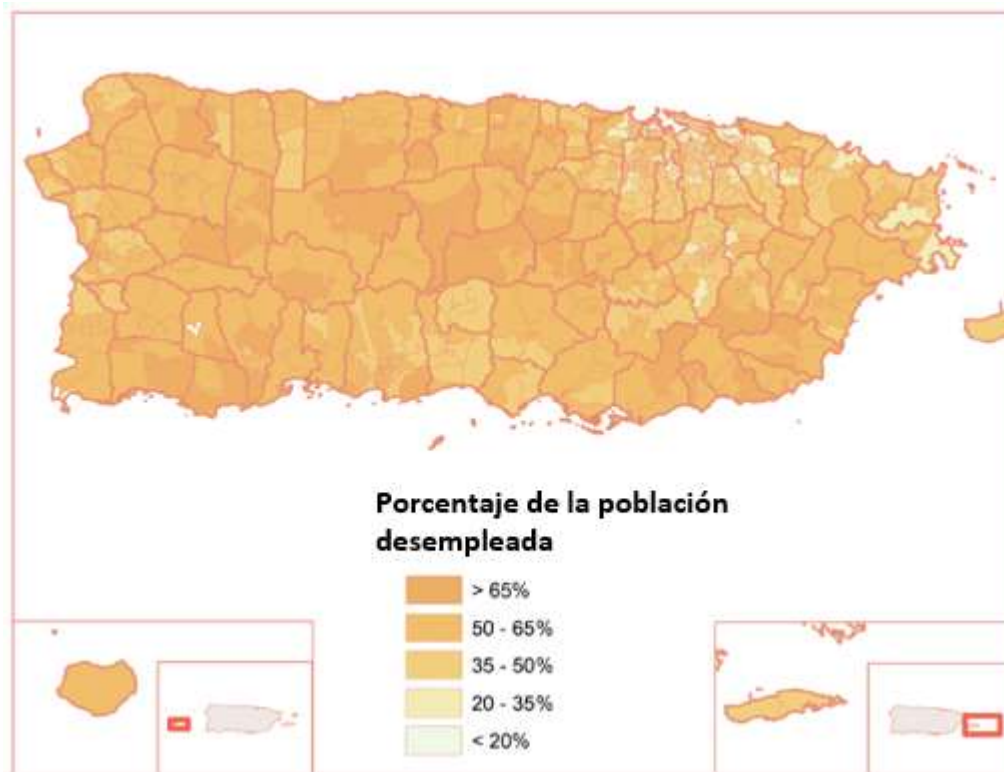 Porcentaje de la población
desempleada
> 65%
50 - 65%
35 - 50%
20 - 35%
< 20%